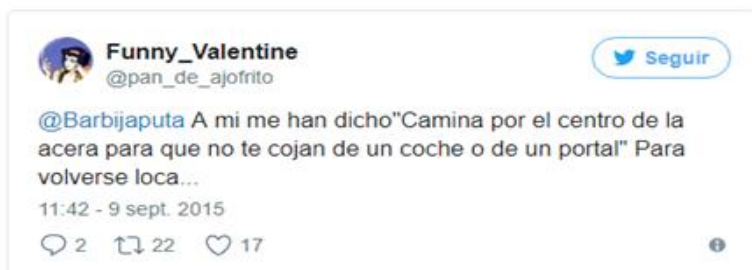 Funny_Valentine
Seguir
@pan_de_ajofrito
@Barbijaputa A mi me han dicho"Camina por el centro de la
acera para que no te cojan de un coche o de un portal" Para
volverse loca...
11:42 - 9 sept. 2015
2 22 17